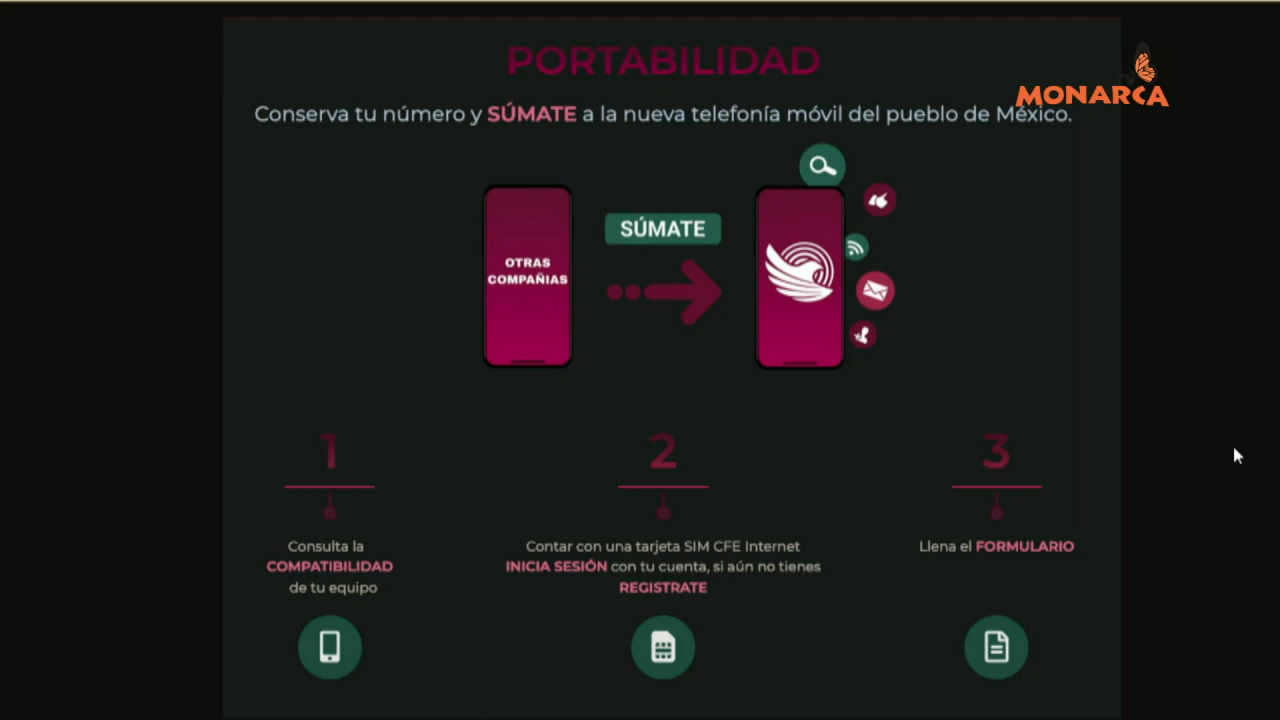 PORTABILIDAD
TV
MONARCA
Conserva tu número y SÚMATE a la nueva telefonía móvil del pueblo de México.
SÚMATE
OTRAS
COMPAÑIAS
1
2
3
Consulta la
COMPATIBILIDAD
de tu equipo
Contar con una tarjeta SIM CFE Internet
INICIA SESIÓN con tu cuenta, si aún no tienes
REGISTRATE
Llena el FORMULARIO